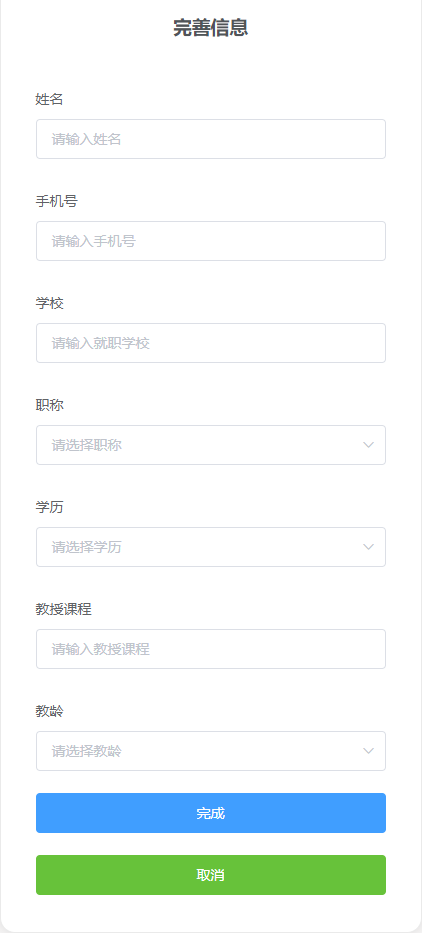 完善信息
姓名
请输入姓名
手机号
请输入手机号
学校
请输入就职学校
职称
请选择职称
学历
请选择学历
教授课程
请输入教授课程
教龄
请选择教龄
完成
取消